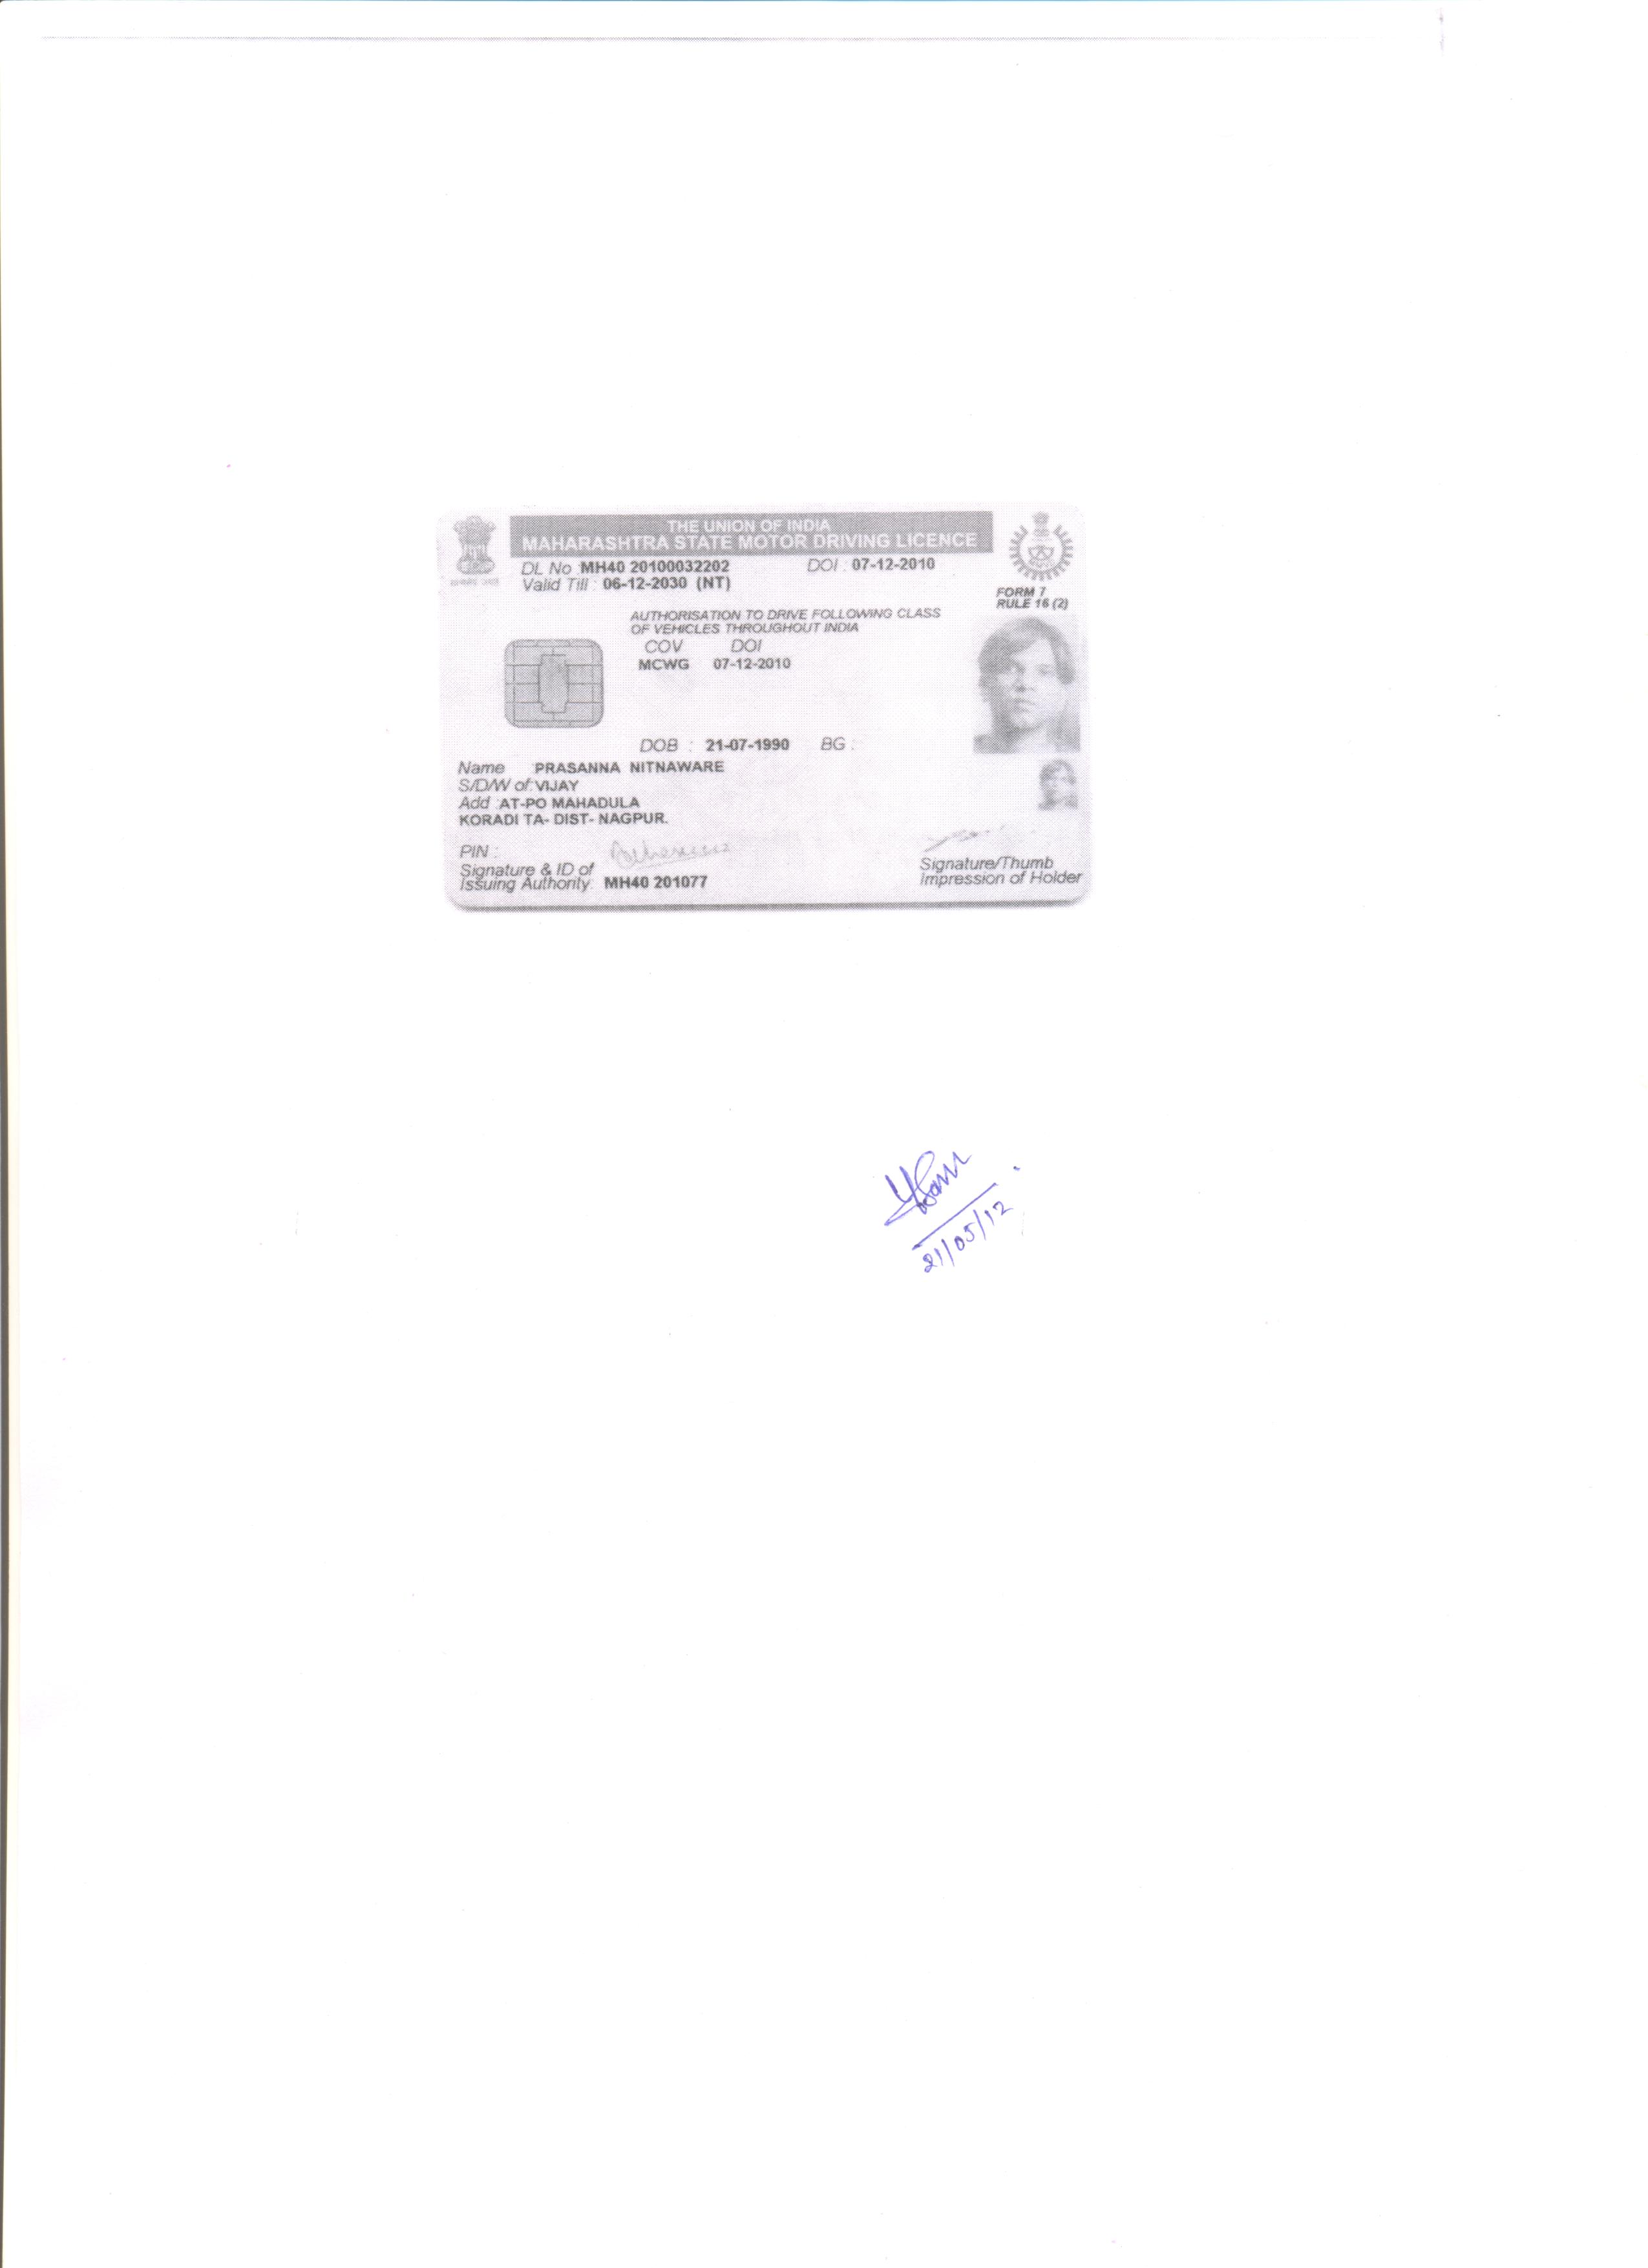 THE UNION OF INDIA
MAHARASHTRA STATE MOTOR DRIVING LICENCE
DL No MH40 20100032202 DOI : 07-12-2010
Valid Till : 06-12-2030 (NT)
FORM 7
RULE 16 (2)
AUTHORISATION TO DRIVE FOLLOWING CLASS
OF VEHICLES THROUGHOUT INDIA
COV DOI
MCWG 07-12-2010
DOB : 21-07-1990 BG :
Name PRASANNA NITNAWARE
S/D/W of: VIJAY
Add AT-PO MAHADULA
KORADI TA- DIST- NAGPUR.
PIN :
Signature & ID of
Issuing Authority: MH40 201077
Signature/Thumb
Impression of Holder
21/05/12